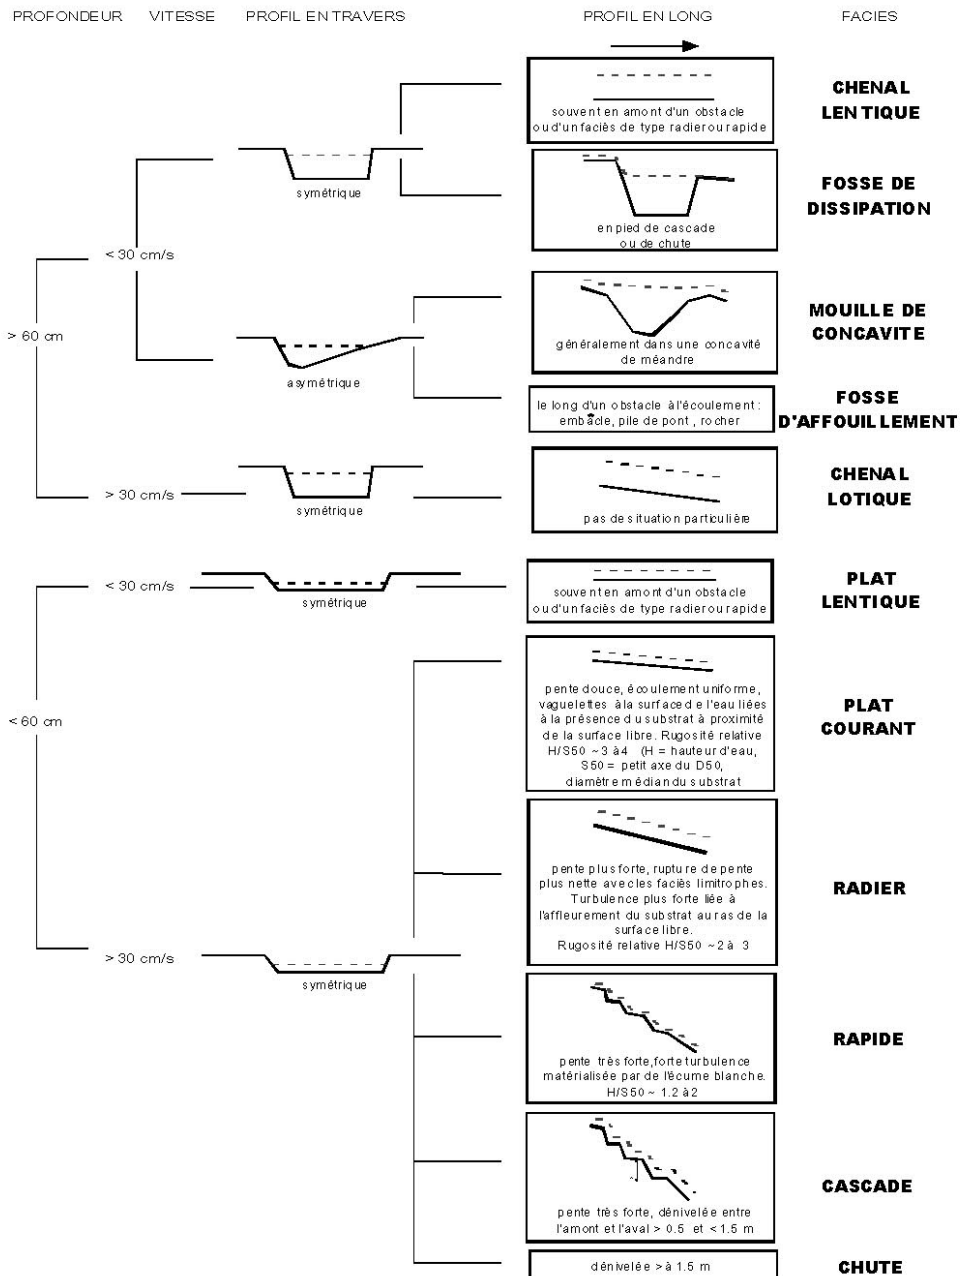 PROFONDEUR VITESSE PROFIL EN TRAVERS PROFIL EN LONG FACIES
souvent en amont d'un obstacle
ou d'un faciès de type radier ou rapide
CHENAL
LENTIQUE
symétrique
en pied de cascade
ou de chute
FOSSE DE
DISSIPATION
< 30 cm/s
> 60 cm
asymétrique
généralement dans une concavité
de méandre
MOUILLE DE
CONCAVITE
le long d'un obstacle à l'écoulement :
embâcle, pile de pont, rocher
FOSSE
D'AFFOUILLEMENT
> 30 cm/s
symétrique
pas de situation particulière
CHENAL
LOTIQUE
< 30 cm/s
symétrique
souvent en amont d'un obstacle
ou d'un faciès de type radier ou rapide
PLAT
LENTIQUE
< 60 cm
pente douce, écoulement uniforme,
vaguelettes à la surface de l'eau liées
à la présence du substrat à proximité
de la surface libre. Rugosité relative
H/S50 ~3 à4 (H = hauteur d'eau,
S50 = petit axe du D50,
diamètre médian du substrat
PLAT
COURANT
pente plus forte, rupture de pente
plus nette avec les faciès limitrophes.
Turbulence plus forte liée à
l'affleurement du substrat au ras de la
surface libre.
Rugosité relative H/S50 ~2 à 3
RADIER
> 30 cm/s
symétrique
pente très forte, forte turbulence
matérialisée par de l'écume blanche.
H/S50 ~ 1.2 à2
RAPIDE
pente très forte, dénivelée entre
l'amont et l'aval > 0.5 et < 1.5 m
CASCADE
dénivelée > à 1.5 m
CHUTE